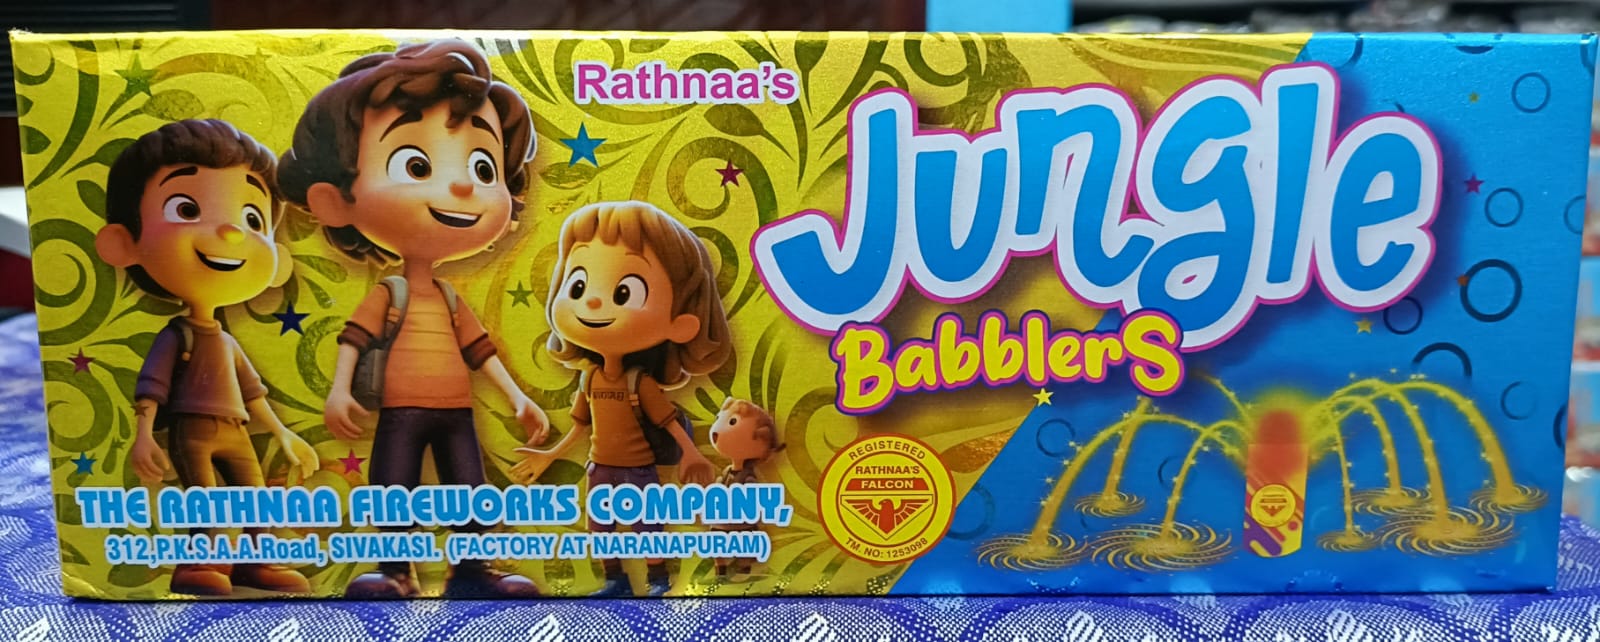 Rathnaa's
Jungle
BabblerS
REGISTERED
RATHNAA'S
FALCON
TM. NO: 1253098
THE RATHNAA FIREWORKS COMPANY,
312,P.K.S.A.A.Road, SIVAKASI. (FACTORY AT NARANAPURAM)